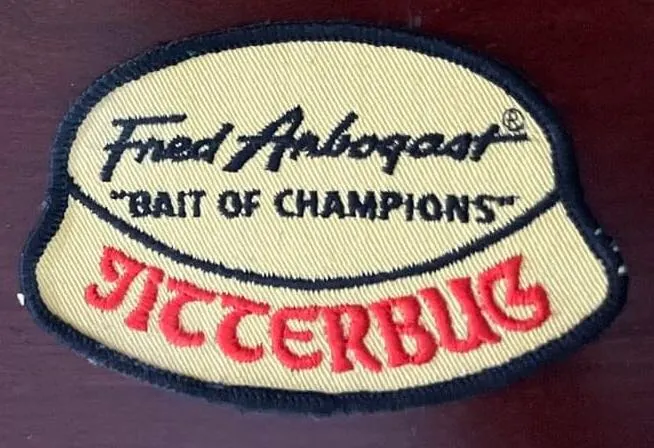 Fred Arbogast®
"BAIT OF CHAMPIONS"
JITTERBUG